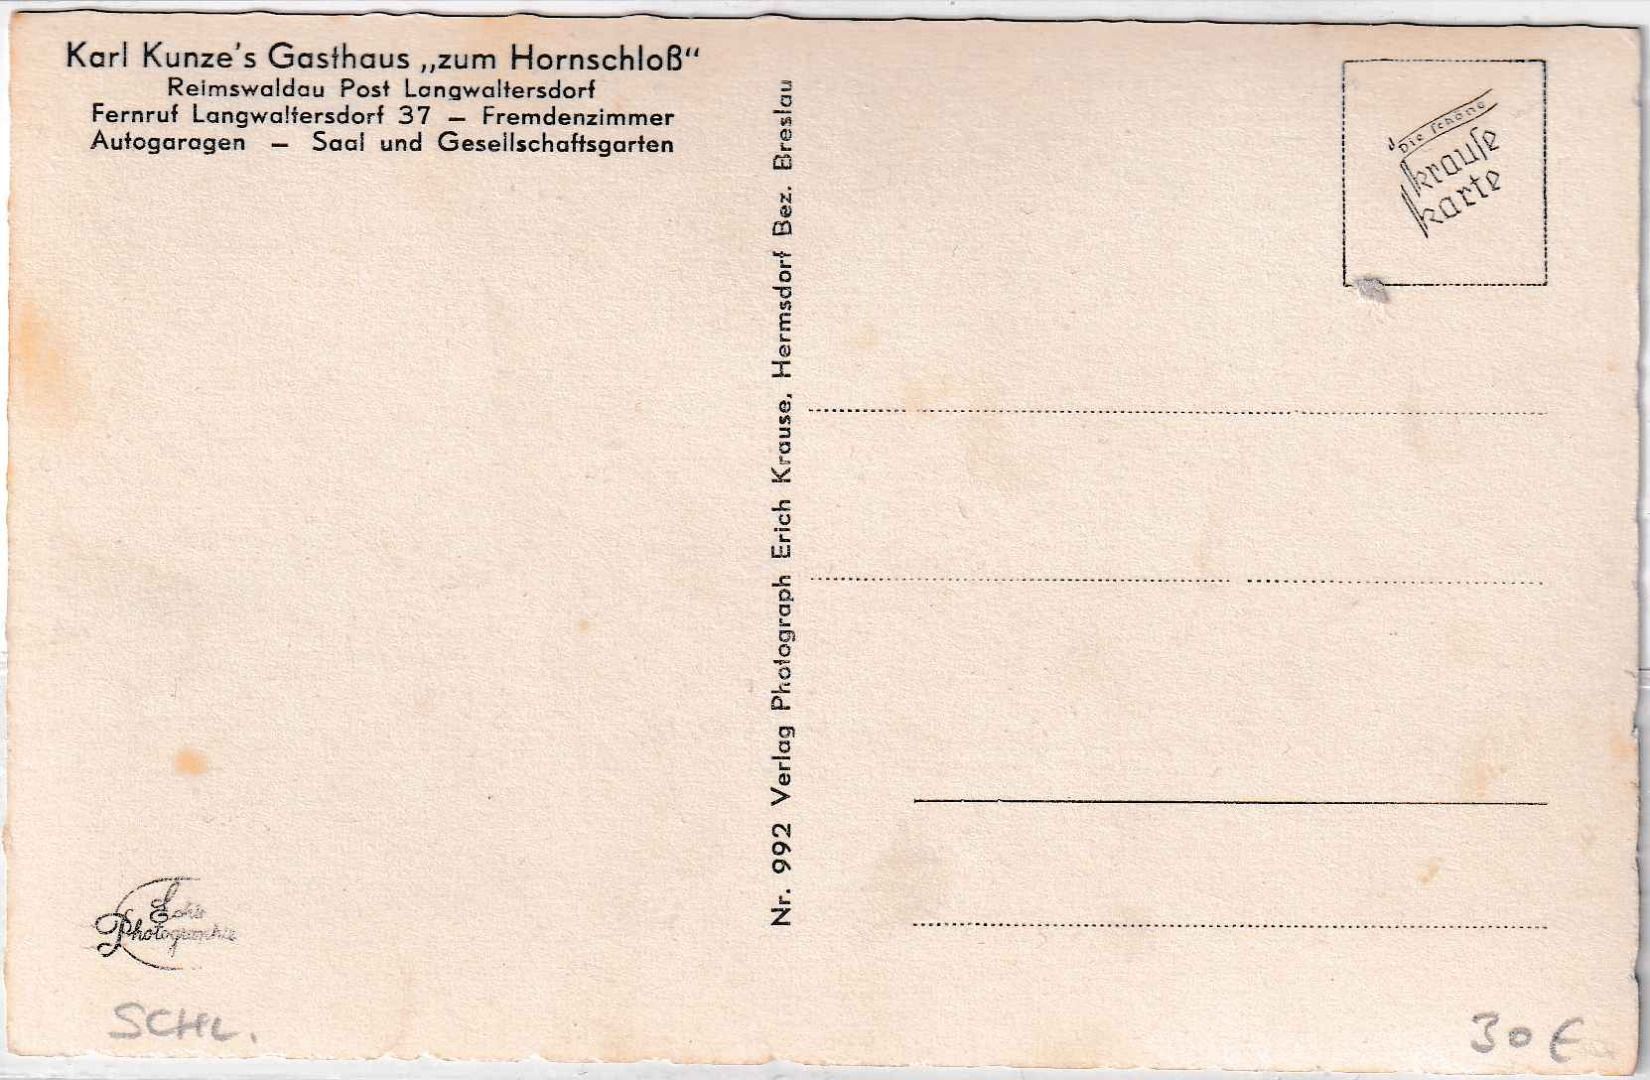 Karl Kunze's Gasthaus „zum Hornschloß“
Reimswaldau Post Langwaltersdorf
Fernruf Langwaltersdorf 37 – Fremdenzimmer
Autogaragen – Saal und Gesellschaftsgarten
Nr. 992 Verlag Photograph Erich Krause, Hermsdorf Bez. Breslau
Die schöne
krause
karte
Echte
Photographie
SCHL.
30 €